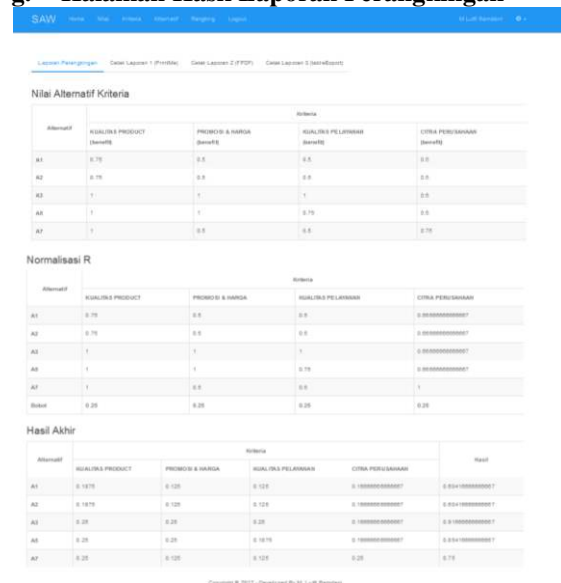 g. Halaman Hasil Laporan Perangkingan
SAW Home Nilai Kriteria Alternatif Rangking Logout
Laporan Perangkingan Cetak Laporan 1 (PrintMe) Cetak Laporan 2 (FPDF) Cetak Laporan 3
Nilai Alternatif Kriteria
Alternatif Kriteria
KUALITAS PRODUCT (benefit) PROMOSI & HARGA (benefit) KUALITAS PELAYANAN (benefit) CITRA PERUSAHAAN (benefit)
A1 0.75 0.5 0.5 0.5
A2 0.75 0.5 0.5 0.5
A3 1 1 1 0.5
1 1 0.75 0.5
A7 1 0.5 0.5 0.75
Normalisasi R
Alternatif Kriteria
KUALITAS PRODUCT PROMOSI & HARGA KUALITAS PELAYANAN CITRA PERUSAHAAN
A1 0.75 0.5 0.5
A2 0.75 0.5 0.5
A3 1 1 1
1 1 0.75
A7 1 0.5 0.5 1
Bobot 0.25 0.25 0.25 0.25
Hasil Akhir
Alternatif Kriteria Hasil
KUALITAS PRODUCT PROMOSI & HARGA KUALITAS PELAYANAN CITRA PERUSAHAAN
A1 0.1875 0.125 0.125
A2 0.1875 0.125 0.125
A3 0.25 0.25 0.25
0.25 0.25 0.1875
A7 0.25 0.125 0.125 0.25 0.75